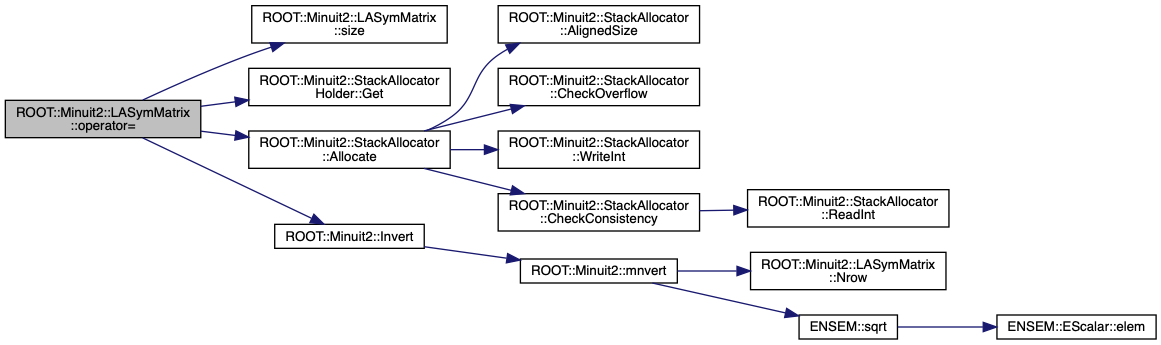 ROOT::Minuit2::LASymMatrix
::operator=
ROOT::Minuit2::LASymMatrix
::size
ROOT::Minuit2::StackAllocator
Holder::Get
ROOT::Minuit2::StackAllocator
::Allocate
ROOT::Minuit2::Invert
ROOT::Minuit2::StackAllocator
::AlignedSize
ROOT::Minuit2::StackAllocator
::CheckOverflow
ROOT::Minuit2::StackAllocator
::WriteInt
ROOT::Minuit2::StackAllocator
::CheckConsistency
ROOT::Minuit2::mnvert
ROOT::Minuit2::StackAllocator
::ReadInt
ROOT::Minuit2::LASymMatrix
::Nrow
ENSEM::sqrt
ENSEM::EScalar::elem